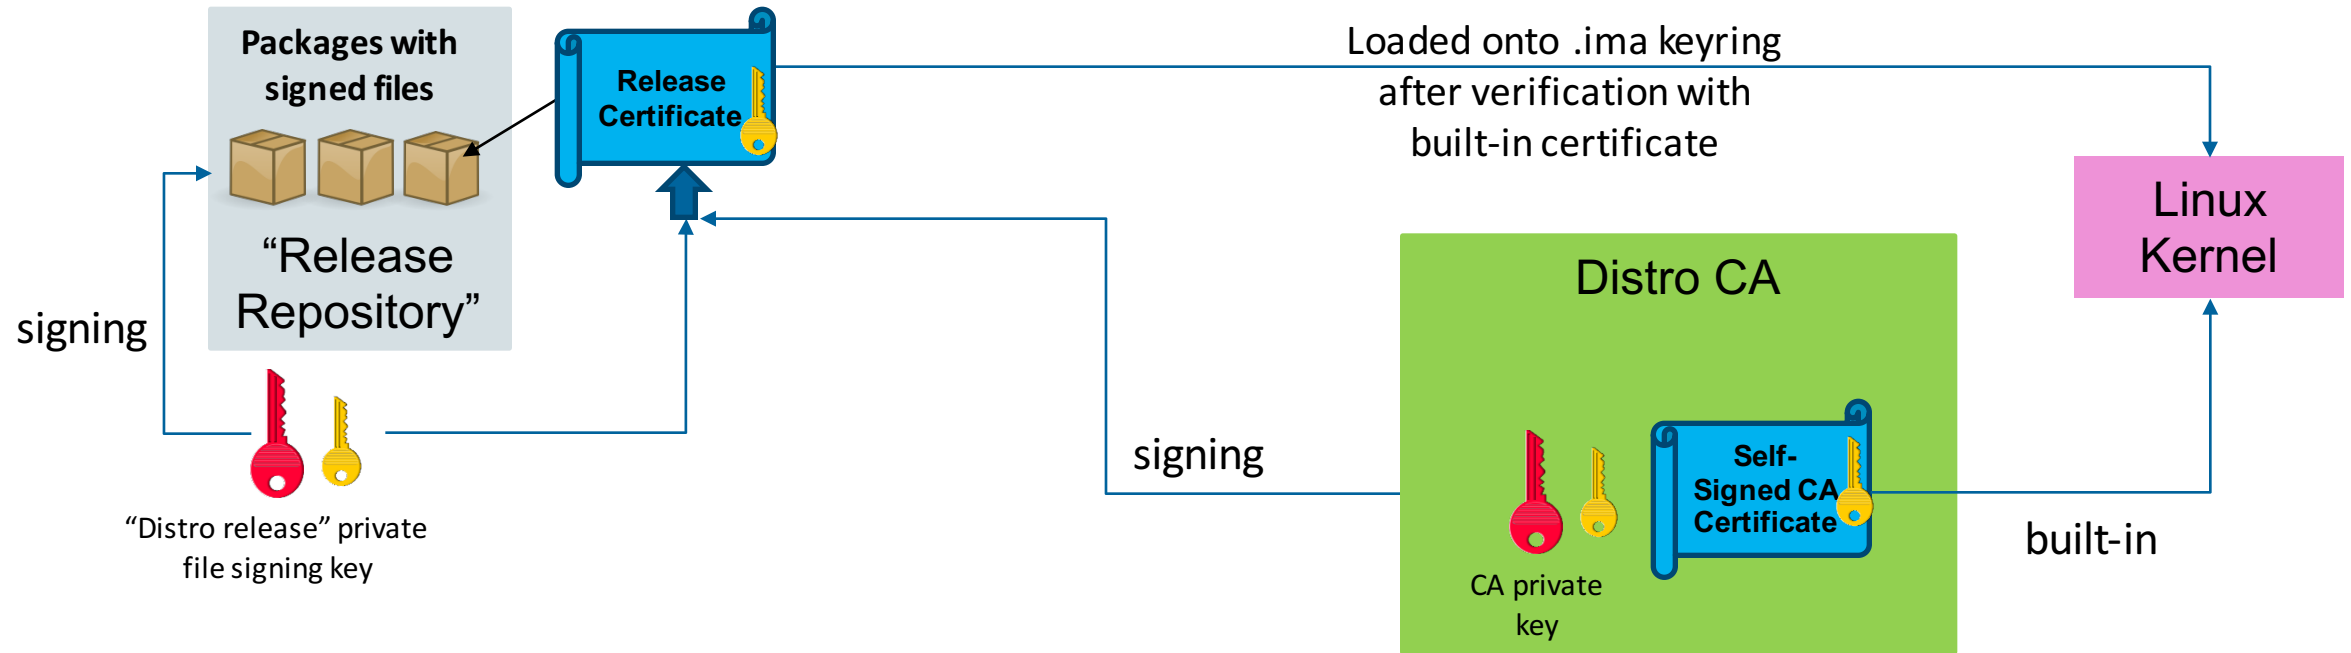 Packages with
signed files
“Release
Repository”
Release
Certificate
Loaded onto .ima keyring
after verification with
built-in certificate
Linux
Kernel
signing
“Distro release” private
file signing key
signing
Distro CA
CA private
key
Self-
Signed CA
Certificate
built-in